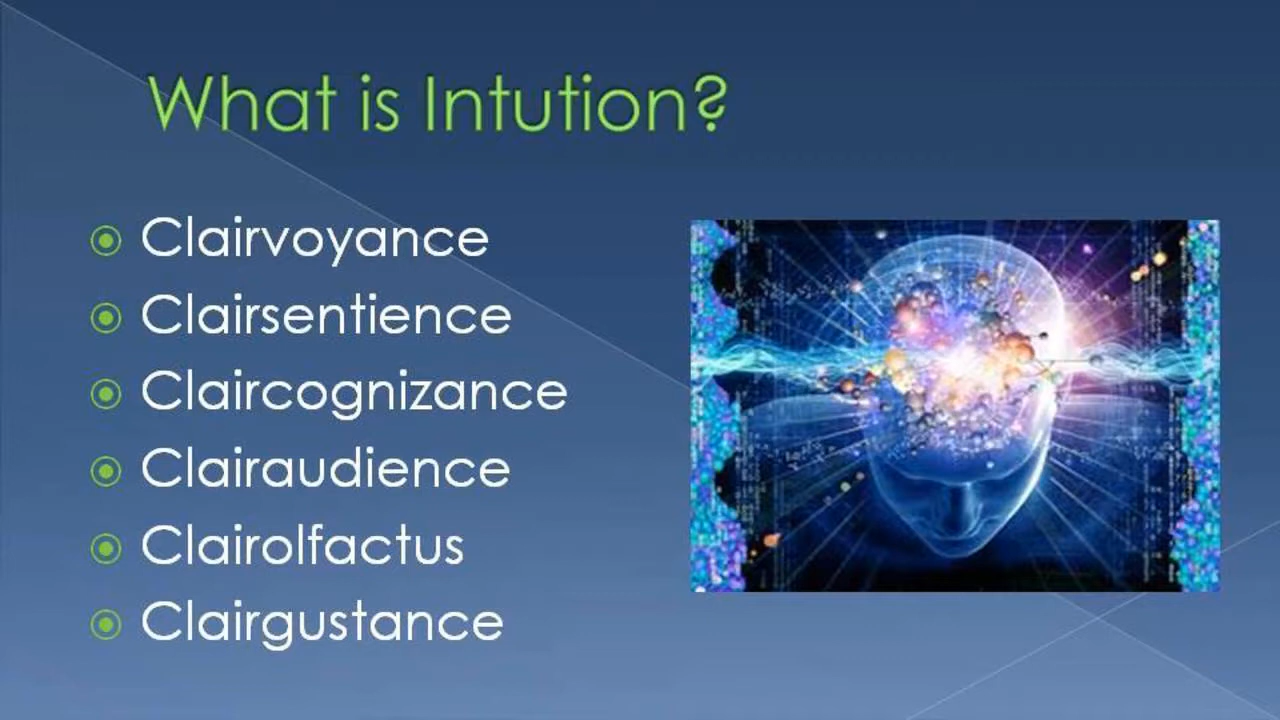 What is Intution?
Clairvoyance
Clairsentience
Claircognizance
Clairaudience
Clairolfactus
Clairgustance